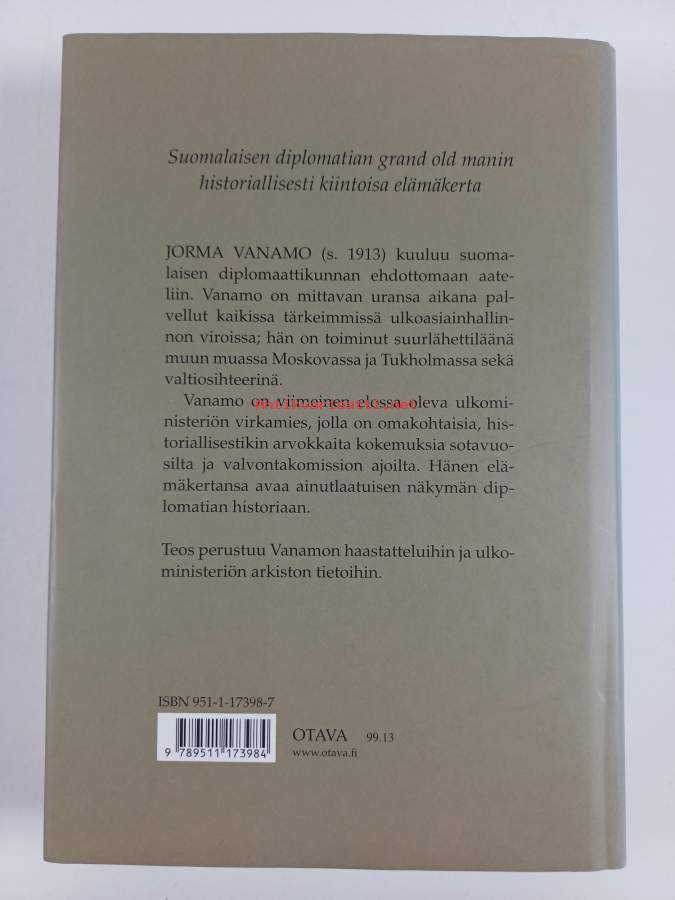 Suomalaisen diplomatian grand old manin
historiallisesti kiintoisa elämäkerta
JORMA VANAMO (s. 1913) kuuluu suoma-
laisen diplomaattikunnan ehdottomaan aate-
liin. Vanamo on mittavan uransa aikana pal-
vellut kaikissa tärkeimmissä ulkoasiainhallin-
non viroissa; hän on toiminut suurlähettiläänä
muun muassa Moskovassa ja Tukholmassa sekä
valtiosihteerinä.
Vanamo on viimeinen elossa oleva ulkomi-
nisteriön virkamies, jolla on omakohtaisia, his-
toriallisestikin arvokkaita kokemuksia sotavuo-
silta ja valvontakomission ajoilta. Hänen elä-
mäkertansa avaa ainutlaatuisen näkymän dip-
lomatian historiaan.
Teos perustuu Vanamon haastatteluihin ja ulko-
ministeriön arkiston tietoihin.
ISBN 951-1-17398-7
9 789511 173984
OTAVA 99.13
www.otava.fi
Antikvariaatti.net